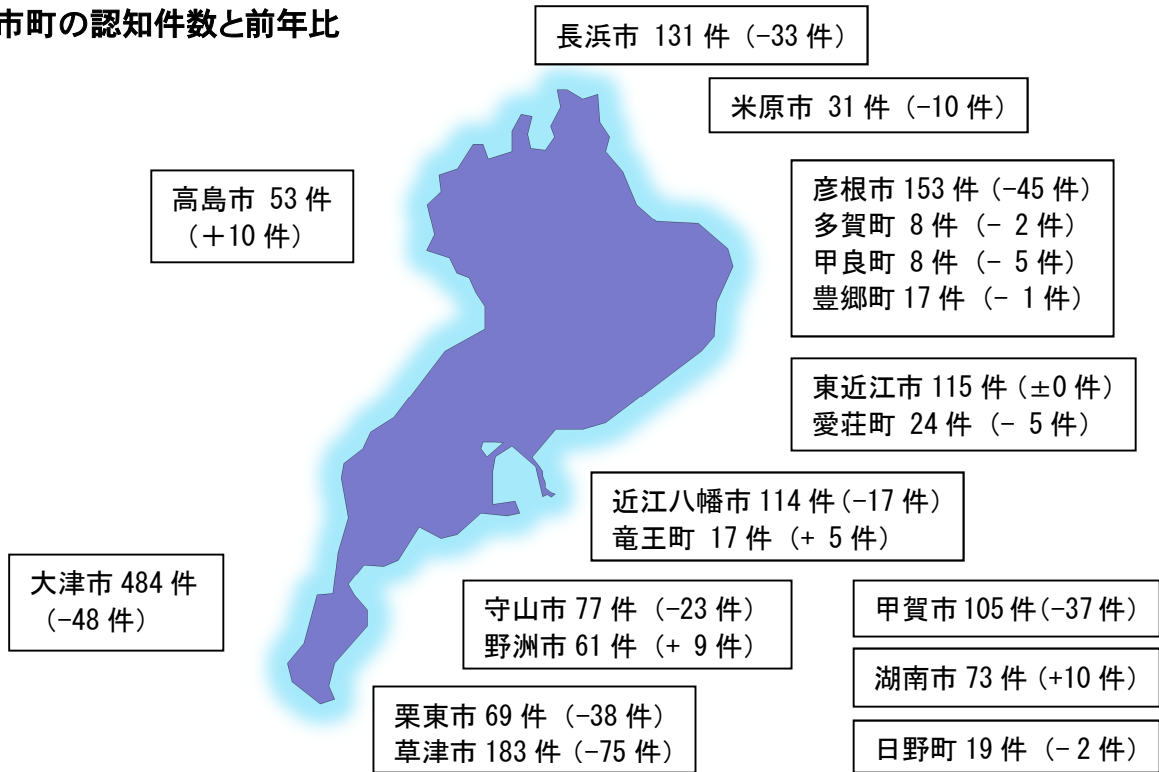 市町の認知件数と前年比
長浜市 131 件 (-33 件)
米原市 31 件 (-10 件)
高島市 53 件
(+10 件)
彦根市 153 件 (-45 件)
多賀町 8 件 (- 2 件)
甲良町 8 件 (- 5 件)
豊郷町 17 件 (- 1 件)
東近江市 115 件 (±0 件)
愛荘町 24 件 (- 5 件)
近江八幡市 114 件 (-17 件)
竜王町 17 件 (+ 5 件)
大津市 484 件
(-48 件)
守山市 77 件 (-23 件)
野洲市 61 件 (+ 9 件)
甲賀市 105 件(-37 件)
湖南市 73 件 (+10 件)
栗東市 69 件 (-38 件)
草津市 183 件 (-75 件)
日野町 19 件 (- 2 件)